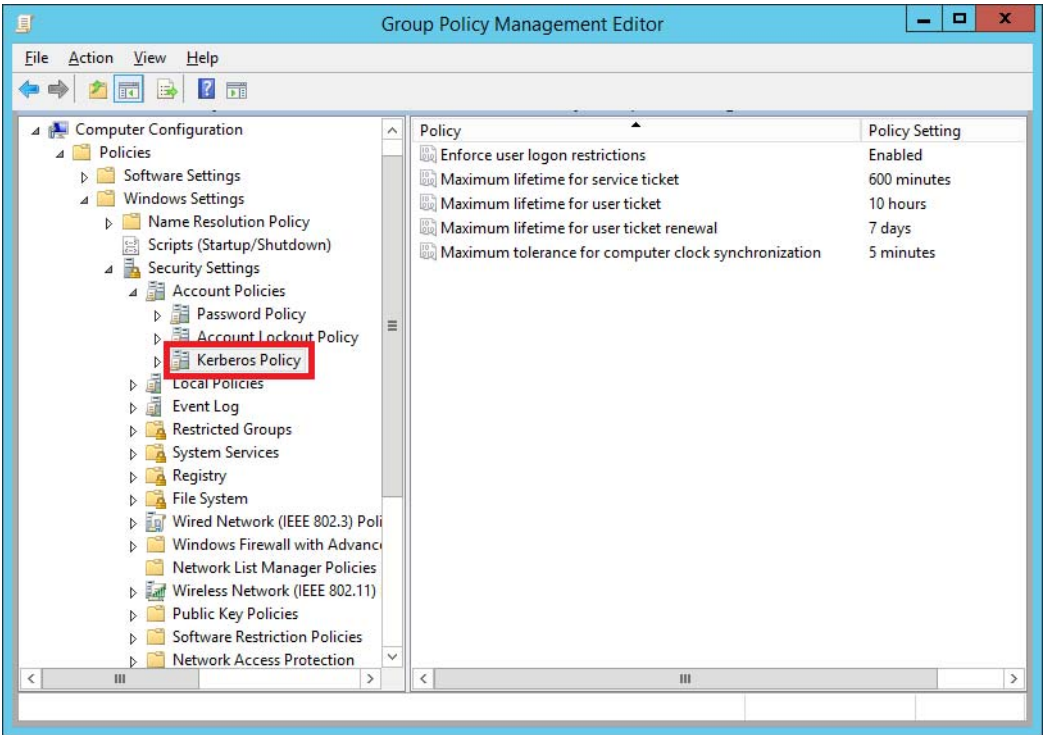 Group Policy Management Editor
File Action View Help
Computer Configuration
Policies
Software Settings
Windows Settings
Name Resolution Policy
Scripts (Startup/Shutdown)
Security Settings
Account Policies
Password Policy
Account Lockout Policy
Kerberos Policy
Local Policies
Event Log
Restricted Groups
System Services
Registry
File System
Wired Network (IEEE 802.3) Poli
Windows Firewall with Advanc
Network List Manager Policies
Wireless Network (IEEE 802.11)
Public Key Policies
Software Restriction Policies
Network Access Protection
Policy Policy Setting
Enforce user logon restrictions Enabled
Maximum lifetime for service ticket 600 minutes
Maximum lifetime for user ticket 10 hours
Maximum lifetime for user ticket renewal 7 days
Maximum tolerance for computer clock synchronization 5 minutes